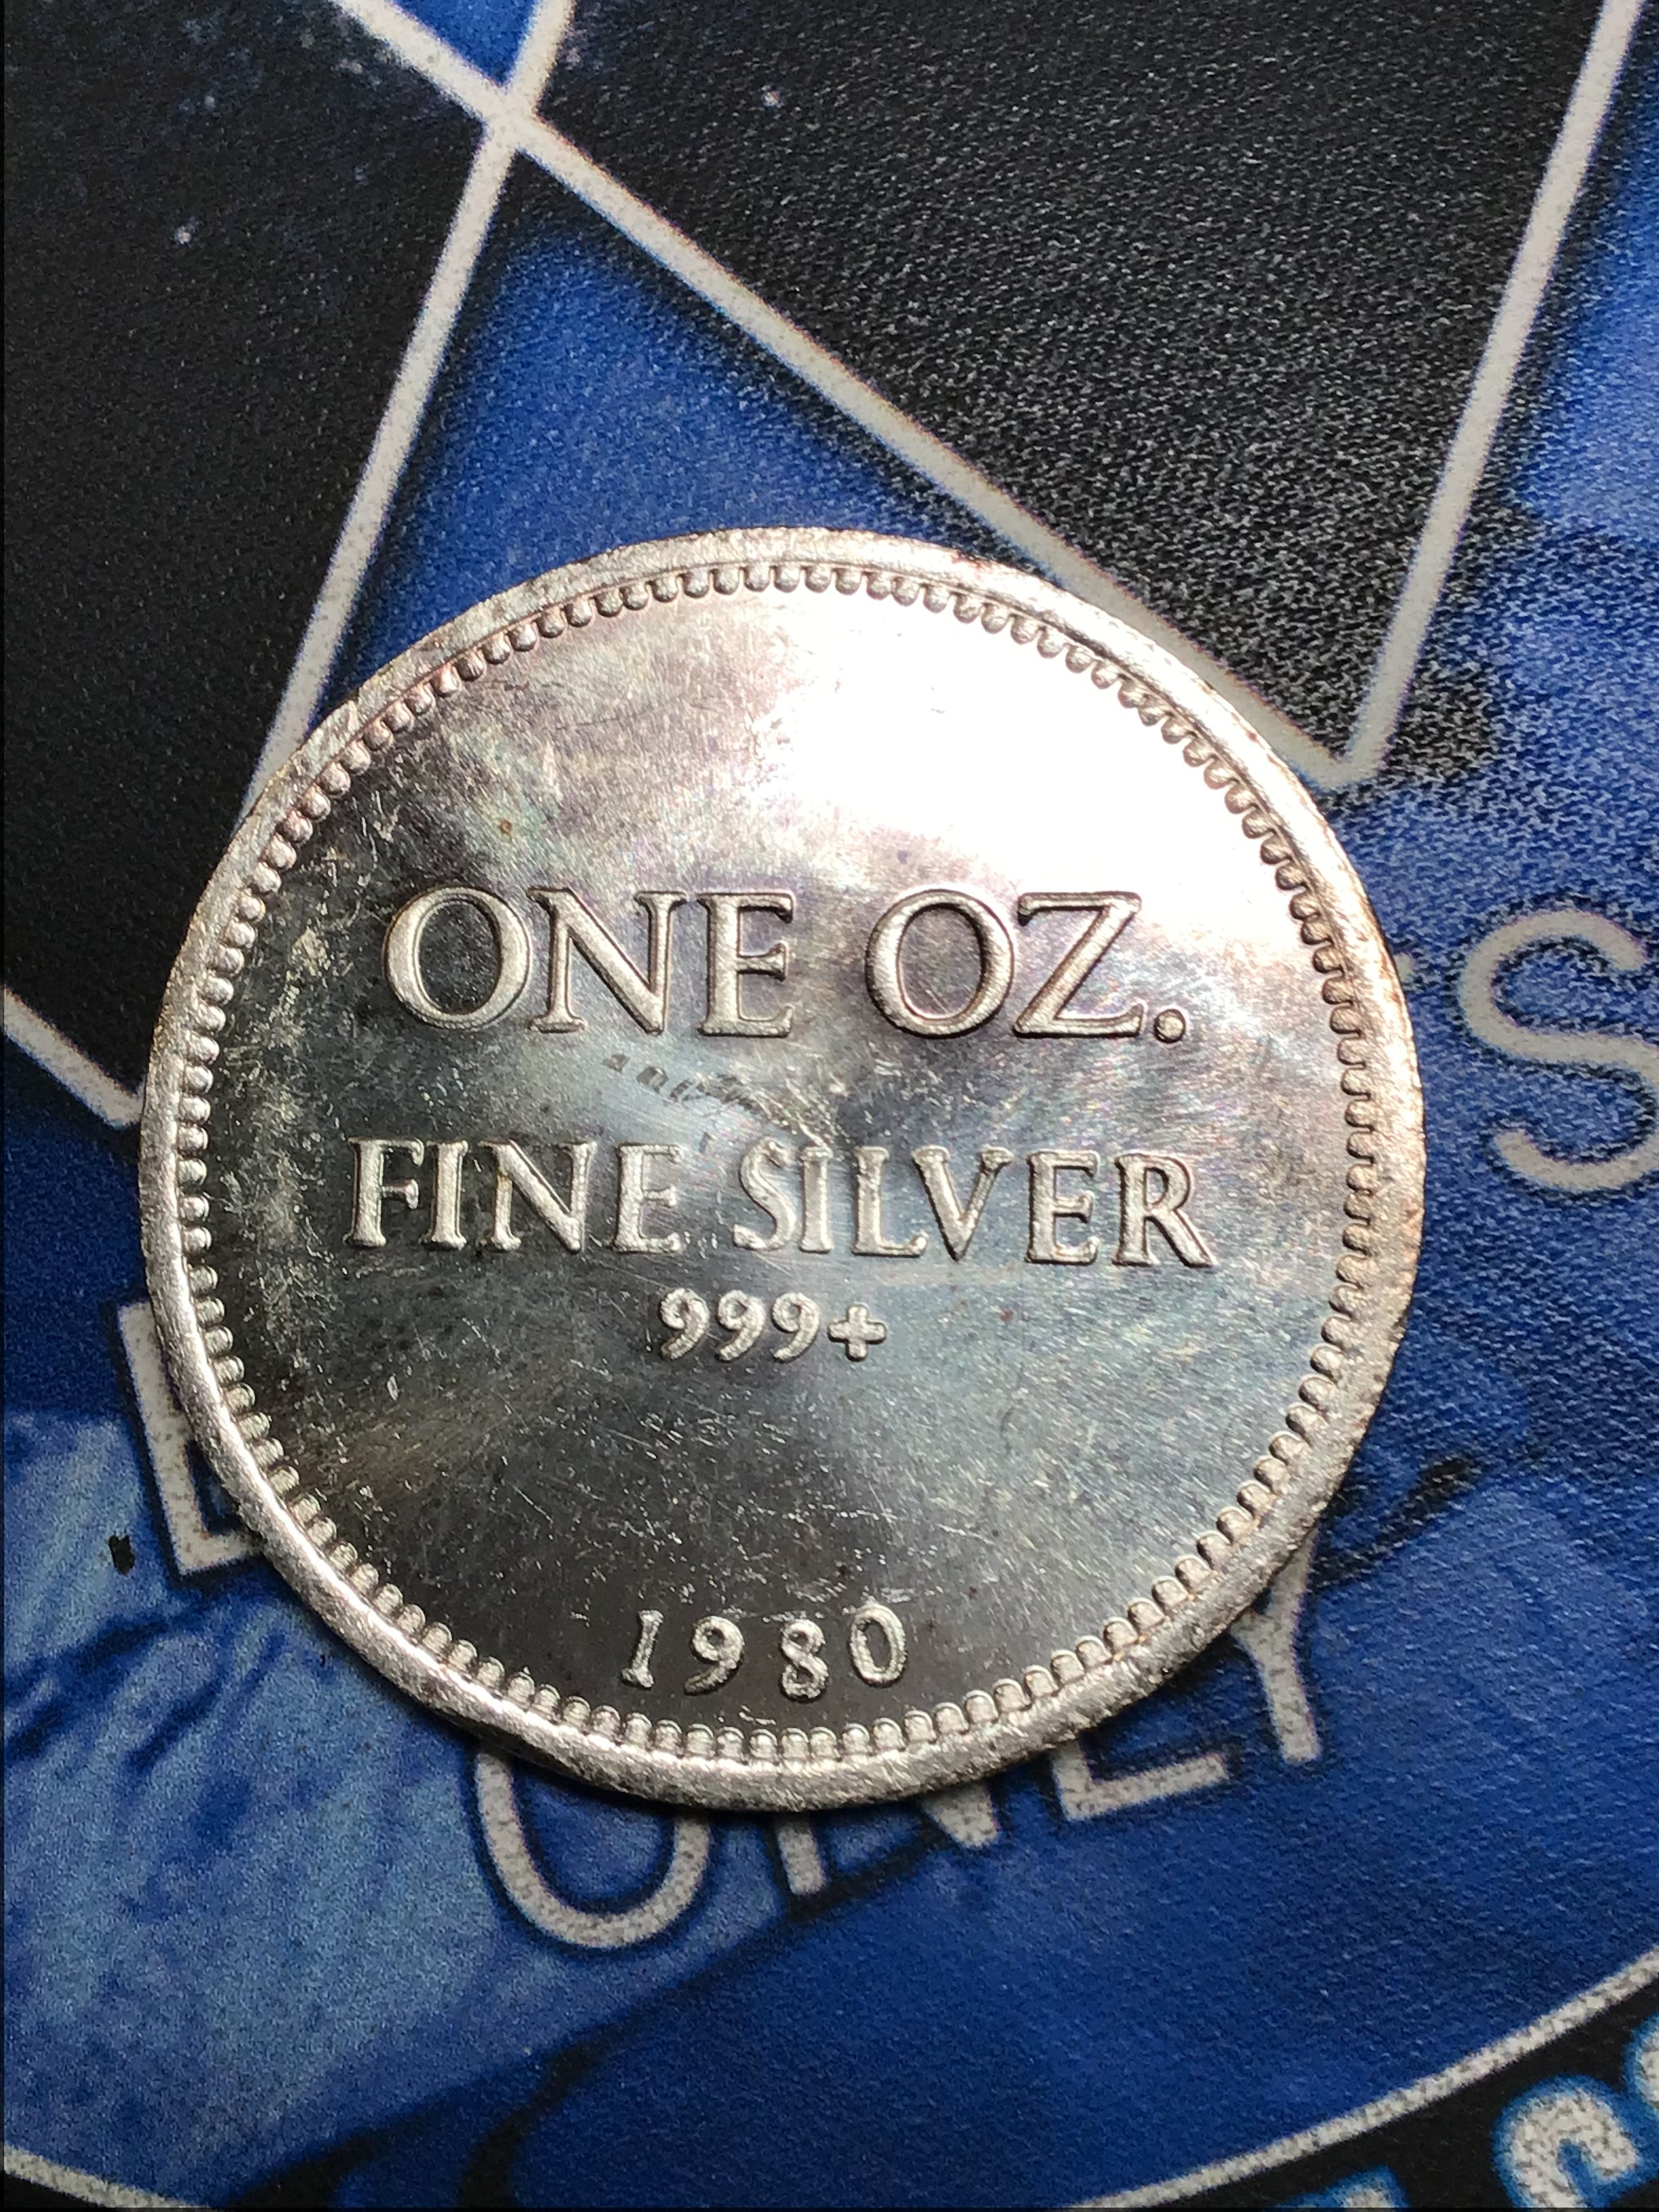 ONE OZ.
FINE SILVER
999+
1980
'S